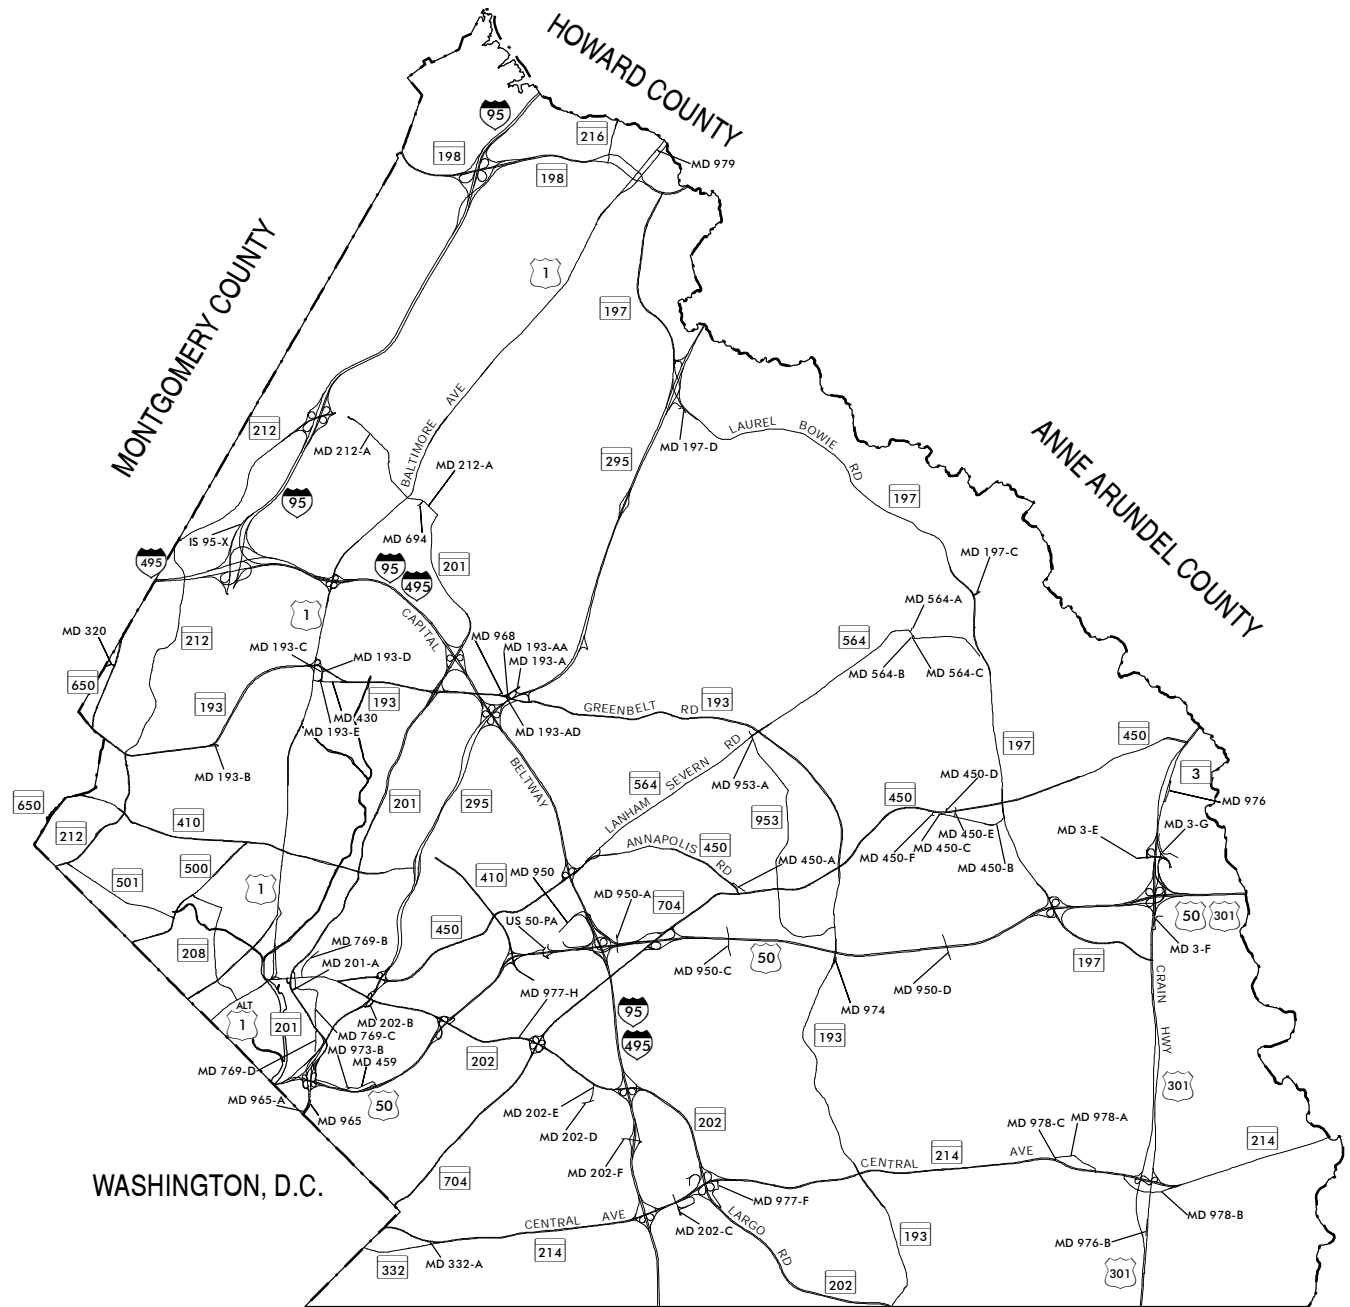 HOWARD COUNTY
95
216
198
MD 979
198
1
MONTGOMERY COUNTY
197
BALTIMORE AVE
212
MD 212-A
LAUREL BOWIE RD
MD 197-D
295
MD 212-A
ANNE ARUNDEL COUNTY
95
197
MD 694
IS 95-X
495
95
495
201
MD 197-C
1
CAPITAL
MD 564-A
MD 320
212
MD 968
564
MD 193-C
MD 193-AA
MD 193-D
MD 193-A
MD 564-B
MD 564-C
650
193
193
GREENBELT RD
193
MD 430
MD 193-E
MD 193-AD
197
450
MD 193-B
BELTWAY
LANHAM SEVERN RD
564
MD 953-A
MD 450-D
3
650
201
295
450
MD 976
212
410
953
MD 450-E
MD 3-E
MD 3-G
ANNAPOLIS RD
450
MD 450-C
MD 450-F
MD 450-A
MD 450-B
501
500
1
410
MD 950
MD 950-A
704
US 50-PA
50
301
208
MD 769-B
450
MD 3-F
MD 201-A
MD 950-C
50
197
MD 950-D
MD 977-H
ALT
1
201
MD 202-B
95
MD 974
CRAIN HWY
MD 769-C
495
193
MD 973-B
MD 459
202
MD 769-D
301
MD 965-A
50
MD 965
MD 202-E
202
MD 978-C
MD 978-A
MD 202-D
214
MD 202-F
CENTRAL AVE
214
WASHINGTON, D.C.
704
MD 977-F
MD 978-B
CENTRAL AVE
LARGO RD
MD 202-C
193
MD 976-B
214
332
MD 332-A
202
301